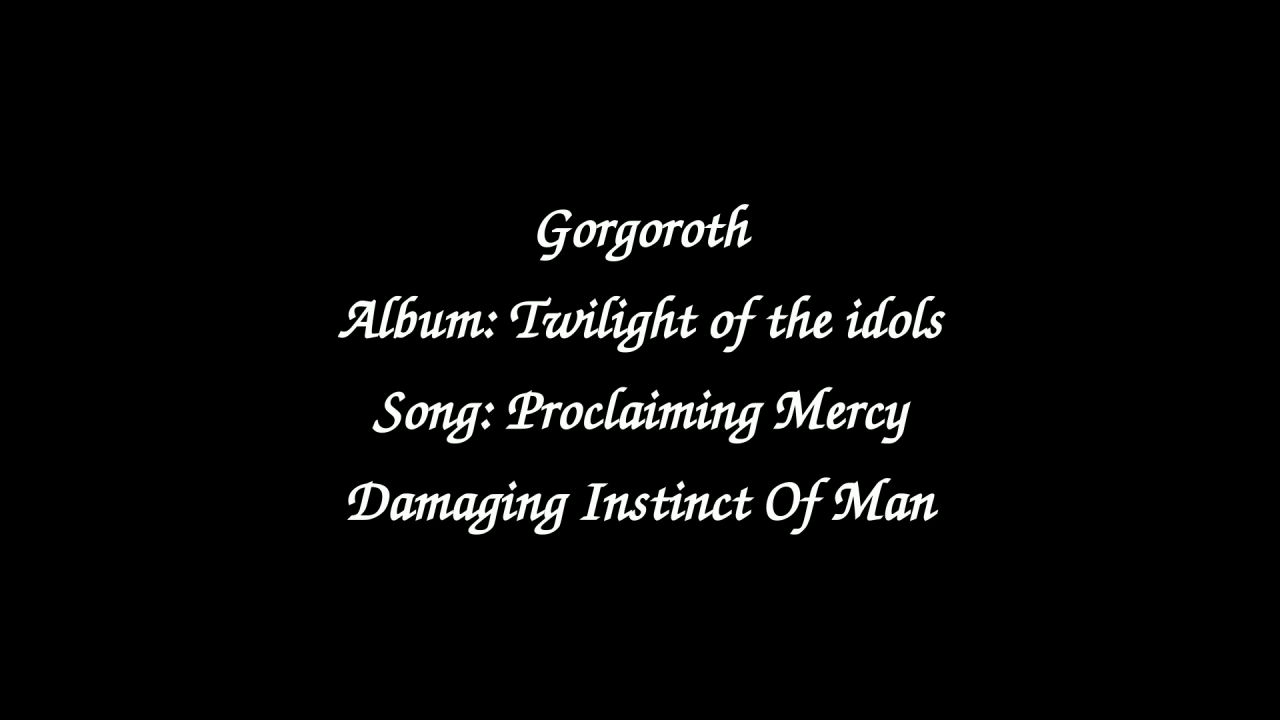 Gorgoroth
Album: Twilight of the idols
Song: Proclaiming Mercy
Damaging Instinct Of Man